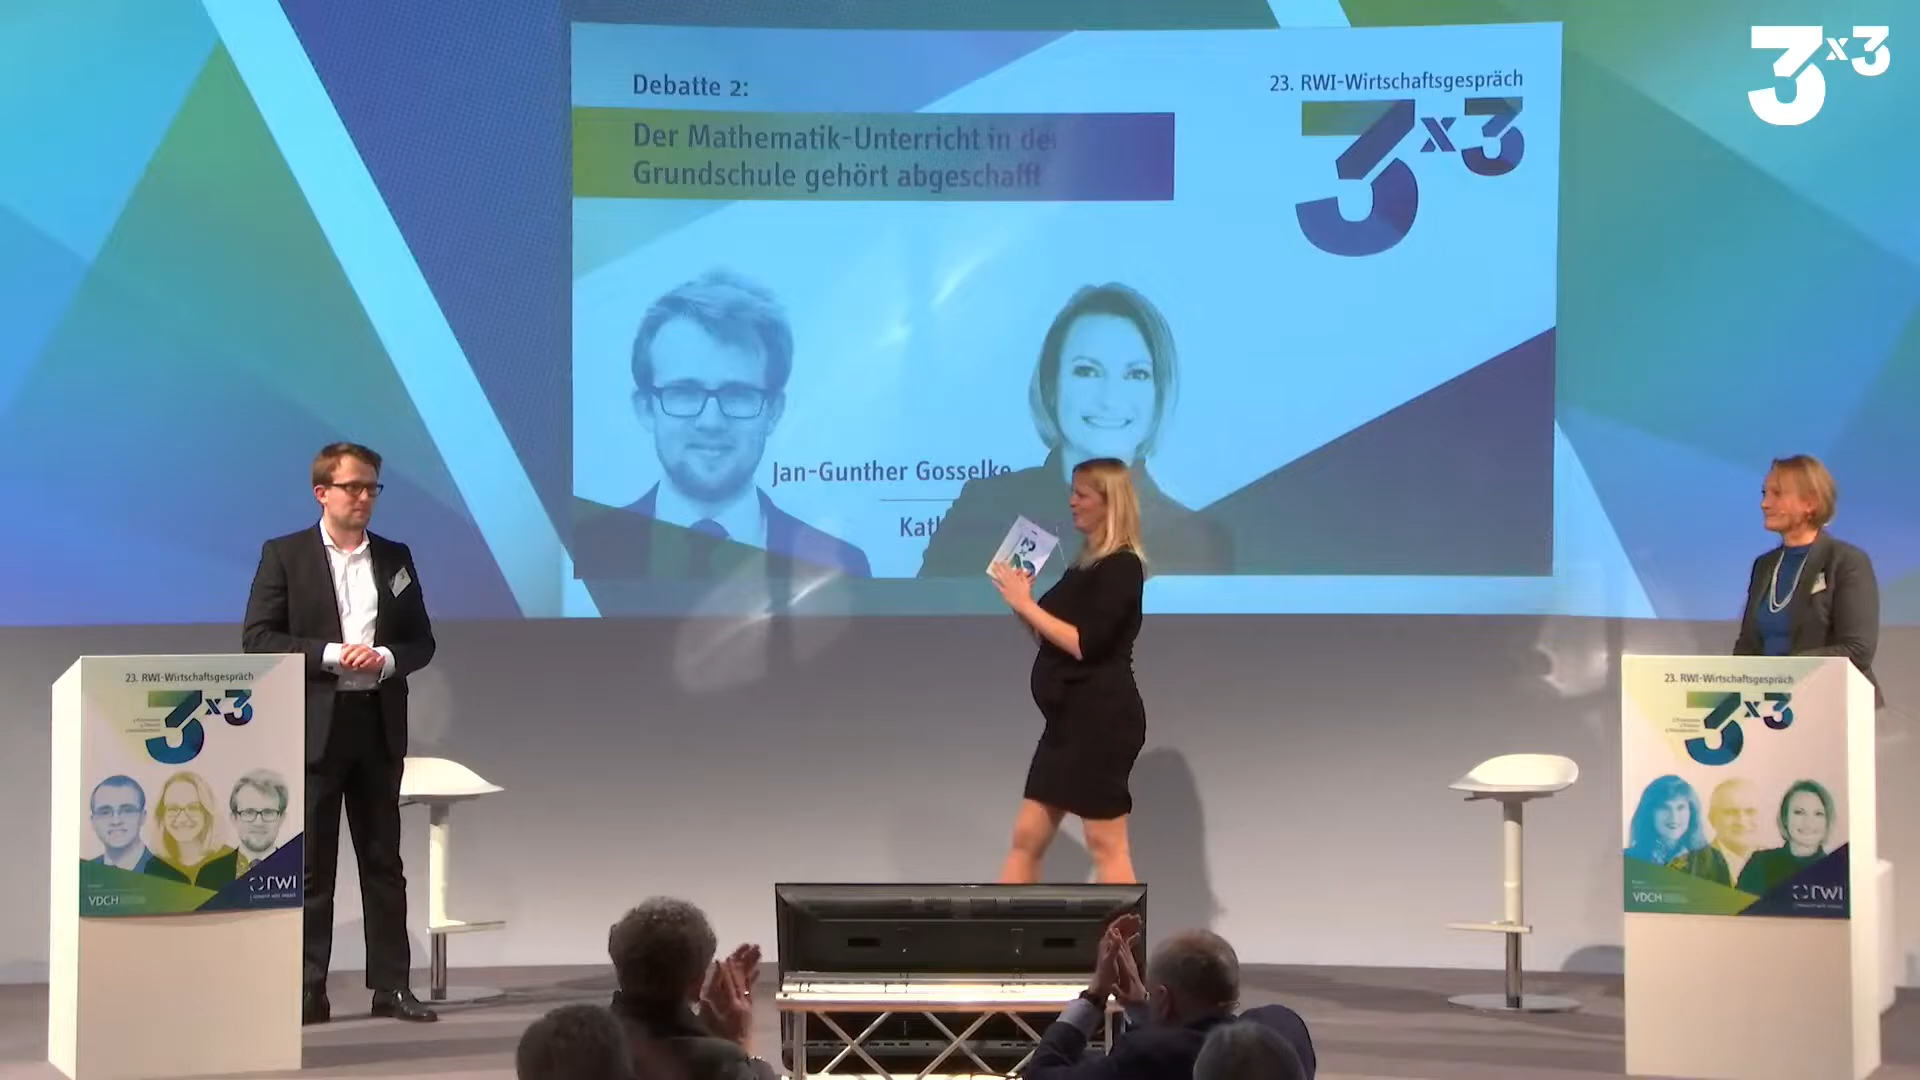 Debatte 2:
Der Mathematik-Unterricht in der
Grundschule gehört abgeschafft
23. RWI-Wirtschaftsgespräch
3x3
3x3
Jan-Gunther Gosselke
3x3
23. RWI-Wirtschaftsgespräch
3x3
VDCH
RWI
23. RWI-Wirtschaftsgespräch
3x3
VDCH
RWI